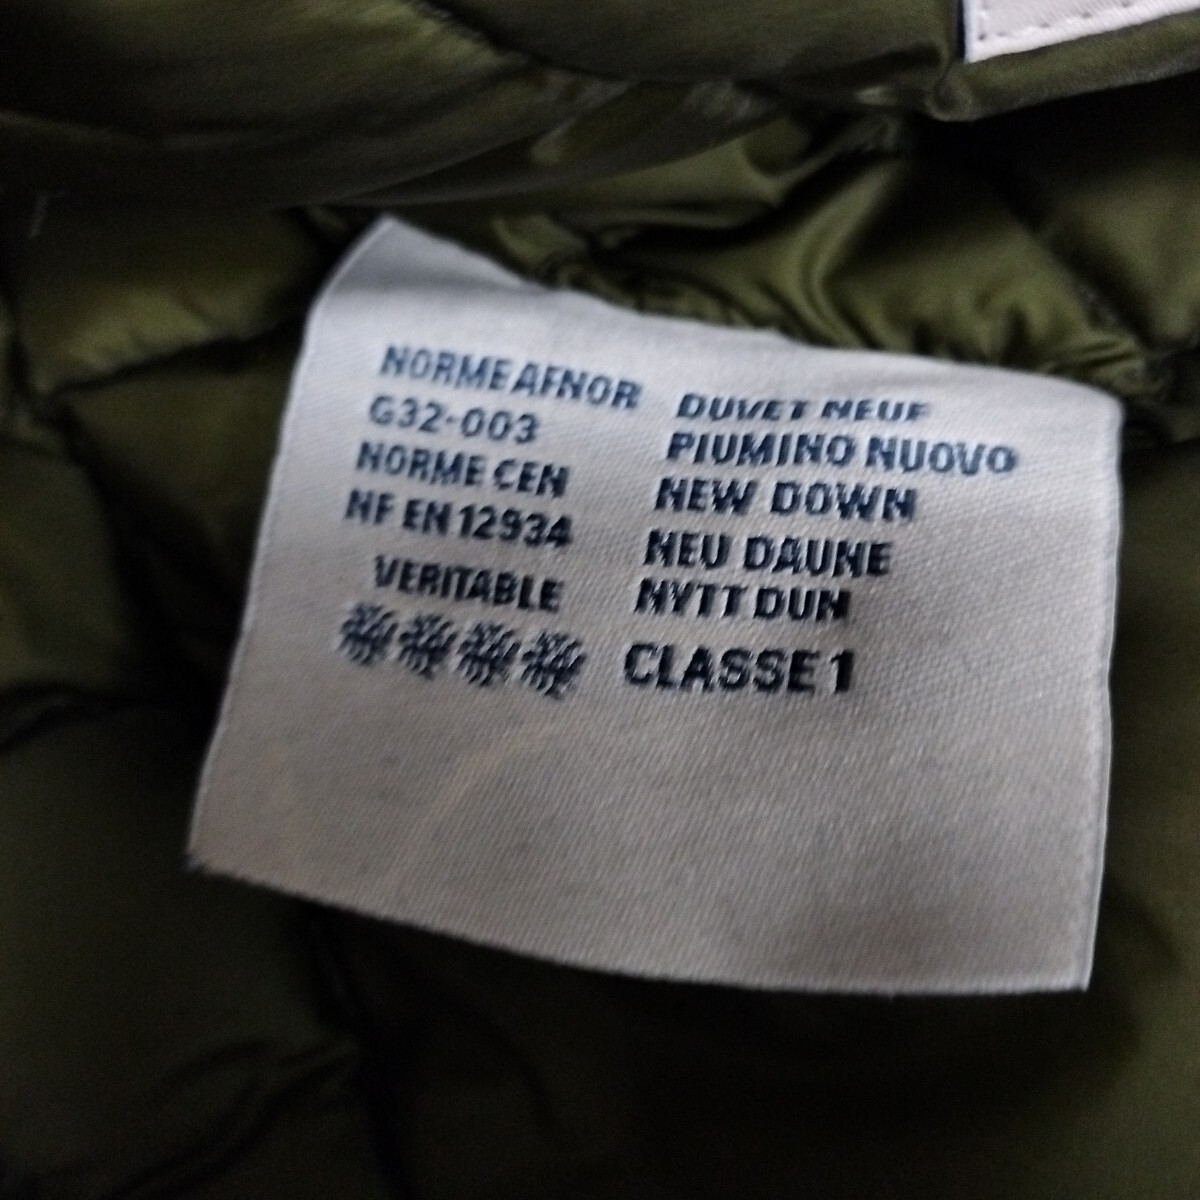 NORME AFNOR
G32-003
NORME CEN
NF EN 12934
VERITABLE
DUVET NEUF
PIUMINO NUOVO
NEW DOWN
NEU DAUNE
NYTT DUN
CLASSE 1